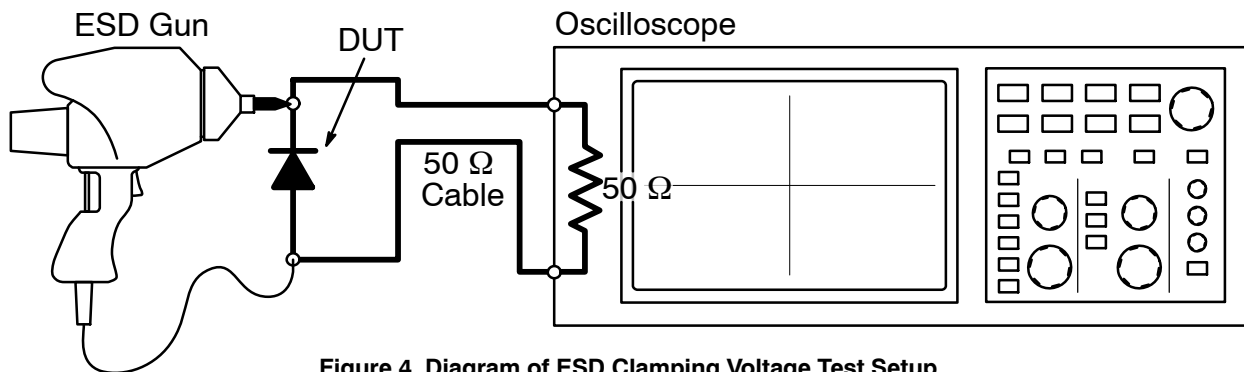 ESD Gun
DUT
Oscilloscope
50 Ω
Cable
50 Ω
Figure 4. Diagram of ESD Clamping Voltage Test Setup